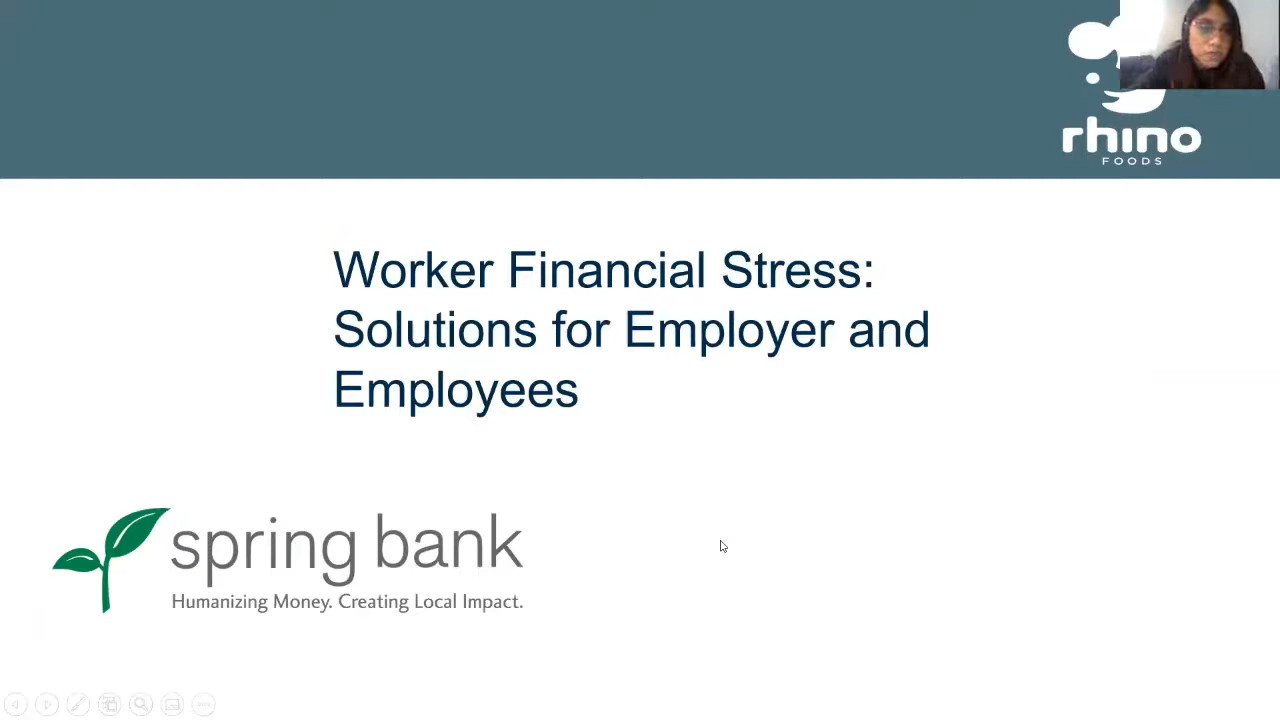 rhino
FOODS
Worker Financial Stress:
Solutions for Employer and
Employees
spring bank
Humanizing Money. Creating Local Impact.